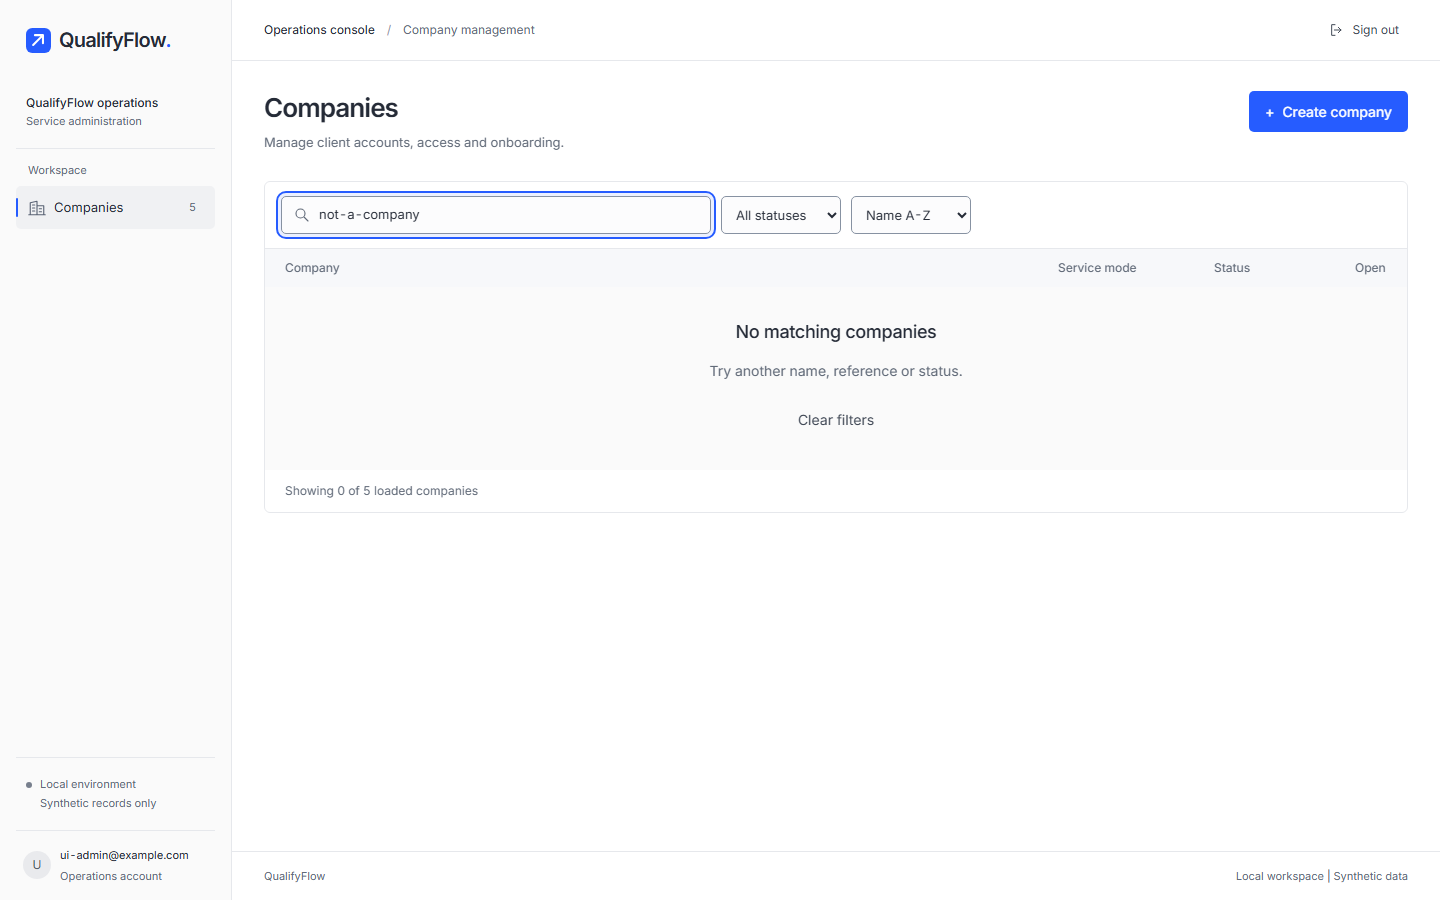 QualifyFlow.
QualifyFlow operations
Service administration
Workspace
Companies 5
Local environment
Synthetic records only
U
ui-admin@example.com
Operations account
Operations console / Company management
Sign out
Companies
Manage client accounts, access and onboarding.
+ Create company
not-a-company
All statuses
Name A-Z
Company Service mode Status Open
No matching companies
Try another name, reference or status.
Clear filters
Showing 0 of 5 loaded companies
QualifyFlow
Local workspace | Synthetic data